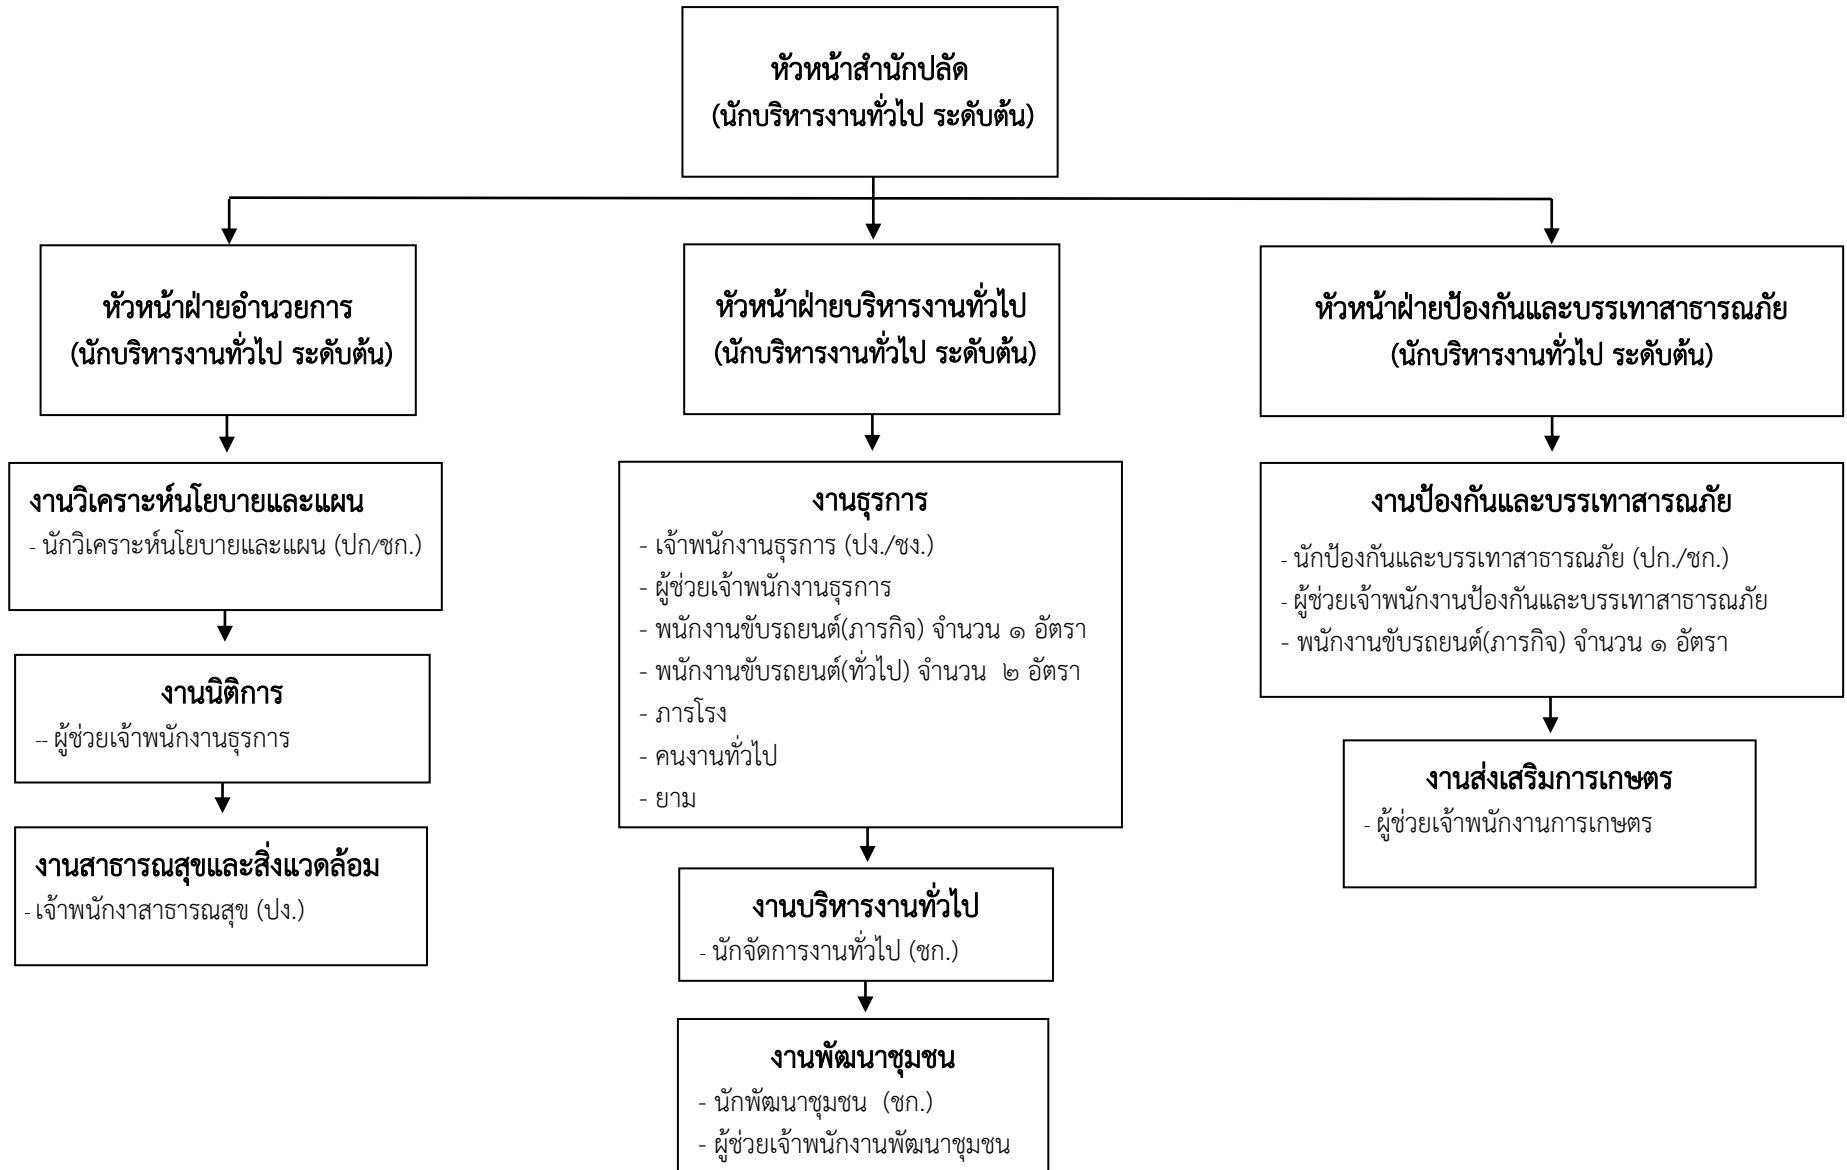 หัวหน้าสำนักปลัด
(นักบริหารงานทั่วไป ระดับต้น)
หัวหน้าฝ่ายอำนวยการ
(นักบริหารงานทั่วไป ระดับต้น)
หัวหน้าฝ่ายบริหารงานทั่วไป
(นักบริหารงานทั่วไป ระดับต้น)
หัวหน้าฝ่ายป้องกันและบรรเทาสาธารณภัย
(นักบริหารงานทั่วไป ระดับต้น)
งานวิเคราะห์นโยบายและแผน
- นักวิเคราะห์นโยบายและแผน (ปก/ชก.)
งานนิติการ
-- ผู้ช่วยเจ้าพนักงานธุรการ
งานสาธารณสุขและสิ่งแวดล้อม
- เจ้าพนักงาสาธารณสุข (ปง.)
งานธุรการ
- เจ้าพนักงานธุรการ (ปง./ชง.)
- ผู้ช่วยเจ้าพนักงานธุรการ
- พนักงานขับรถยนต์(ภารกิจ) จำนวน ๑ อัตรา
- พนักงานขับรถยนต์(ทั่วไป) จำนวน ๒ อัตรา
- ภารโรง
- คนงานทั่วไป
- ยาม
งานบริหารงานทั่วไป
- นักจัดการงานทั่วไป (ชก.)
งานพัฒนาชุมชน
- นักพัฒนาชุมชน (ชก.)
- ผู้ช่วยเจ้าพนักงานพัฒนาชุมชน
งานป้องกันและบรรเทาสารณภัย
- นักป้องกันและบรรเทาสาธารณภัย (ปก./ชก.)
- ผู้ช่วยเจ้าพนักงานป้องกันและบรรเทาสาธารณภัย
- พนักงานขับรถยนต์(ภารกิจ) จำนวน ๑ อัตรา
งานส่งเสริมการเกษตร
- ผู้ช่วยเจ้าพนักงานการเกษตร